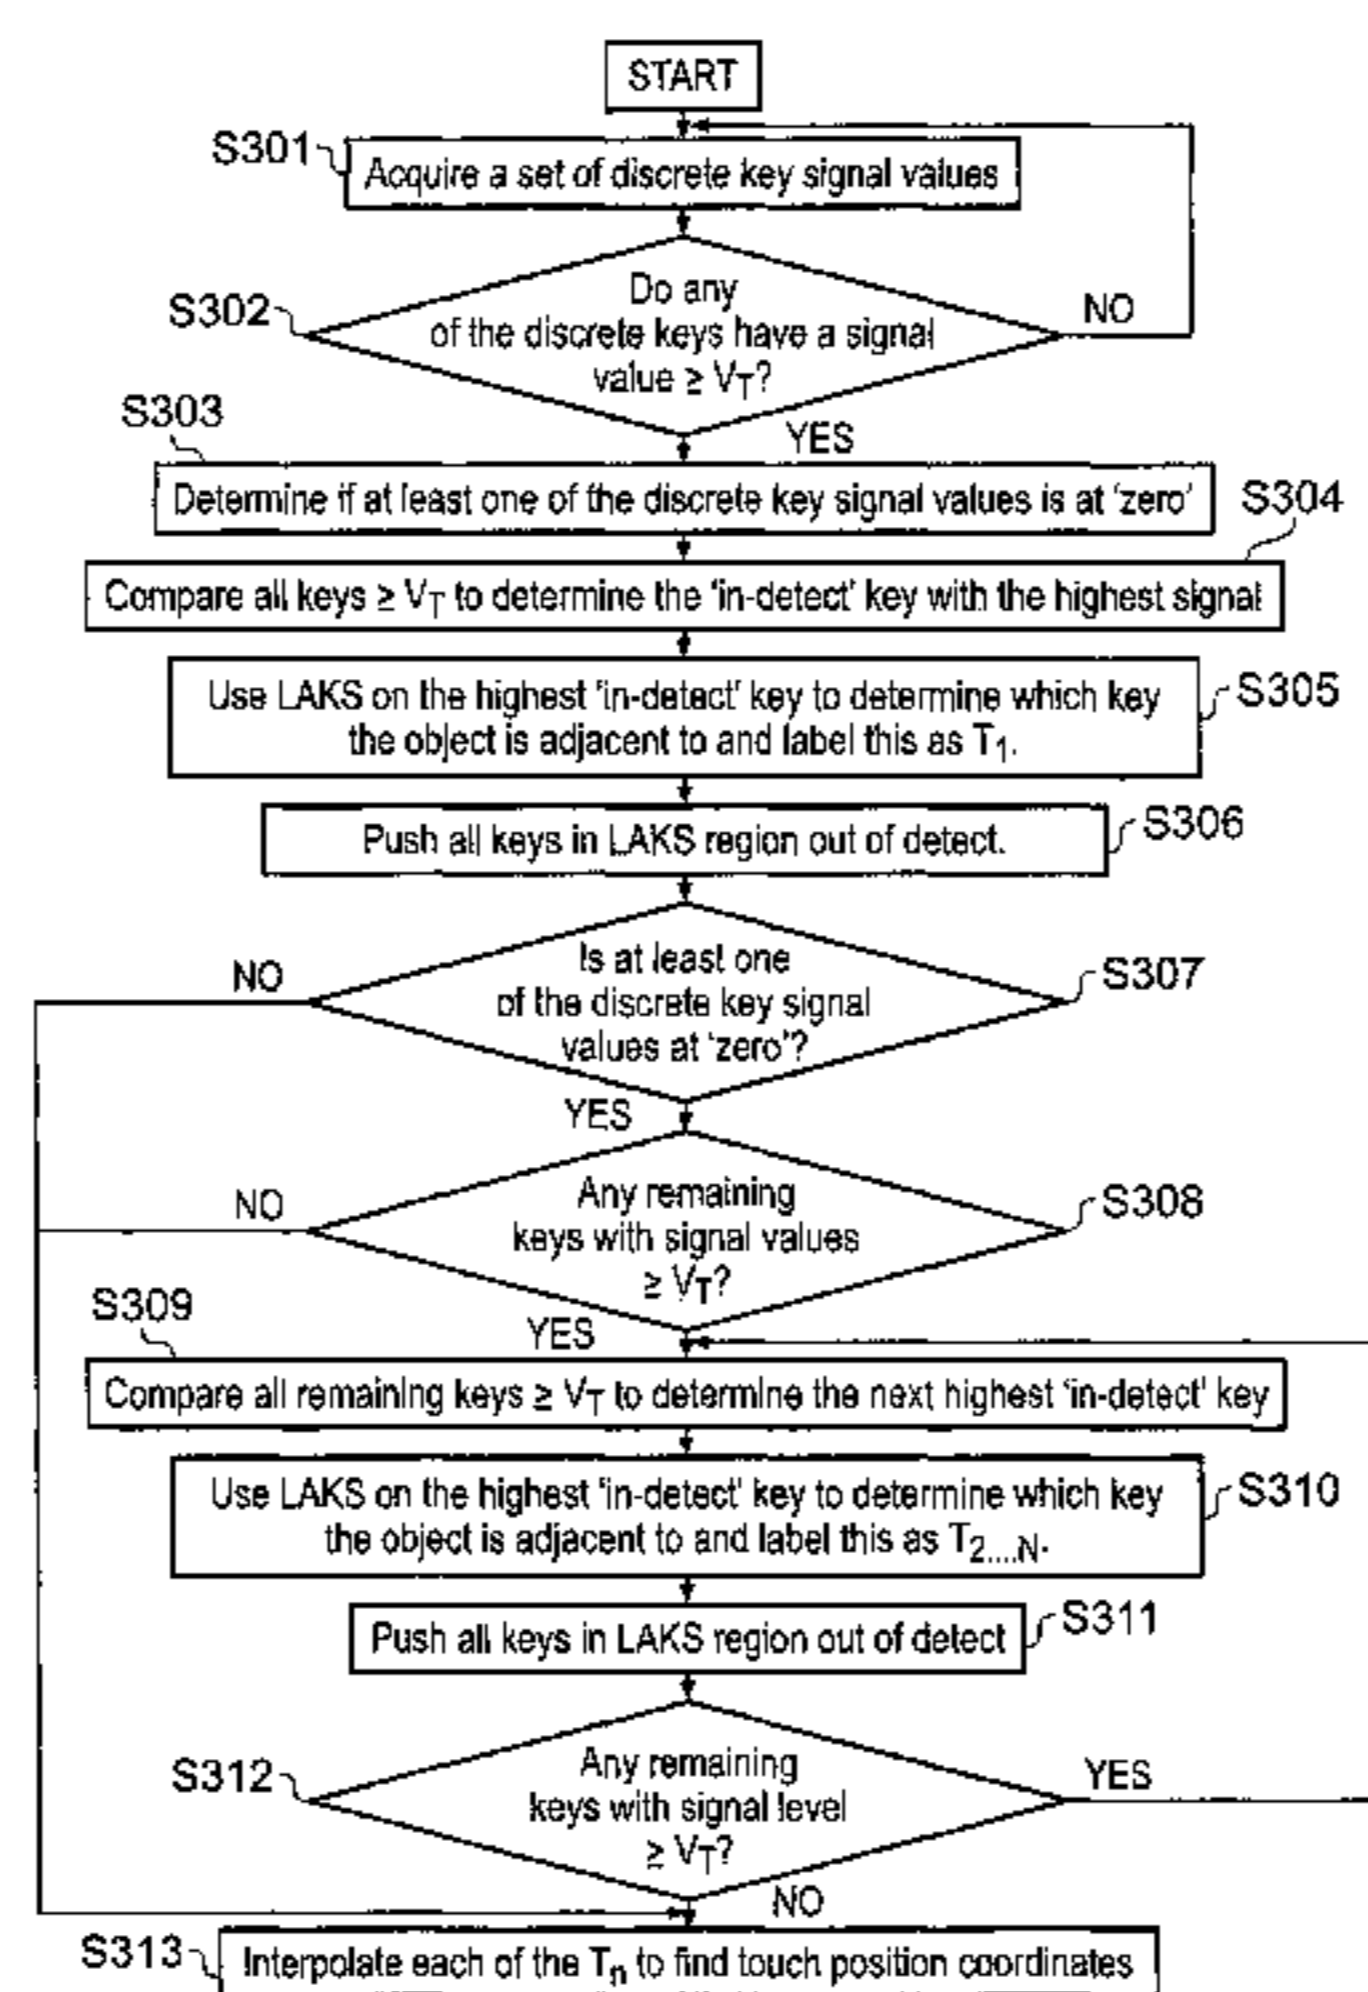 START
S301
Acquire a set of discrete key signal values
S302
Do any
of the discrete keys have a signal
value ≥ VT?
NO
YES
S303
Determine if at least one of the discrete key signal values is at 'zero'
S304
Compare all keys ≥ VT to determine the 'in-detect' key with the highest signal
S305
Use LAKS on the highest 'in-detect' key to determine which key
the object is adjacent to and label this as T1.
S306
Push all keys in LAKS region out of detect.
S307
Is at least one
of the discrete key signal
values at 'zero'?
NO
YES
S308
Any remaining
keys with signal values
≥ VT?
NO
YES
S309
Compare all remaining keys ≥ VT to determine the next highest 'in-detect' key
S310
Use LAKS on the highest 'in-detect' key to determine which key
the object is adjacent to and label this as T2....N.
S311
Push all keys in LAKS region out of detect
S312
Any remaining
keys with signal level
≥ VT?
YES
NO
S313
Interpolate each of the Tn to find touch position coordinates